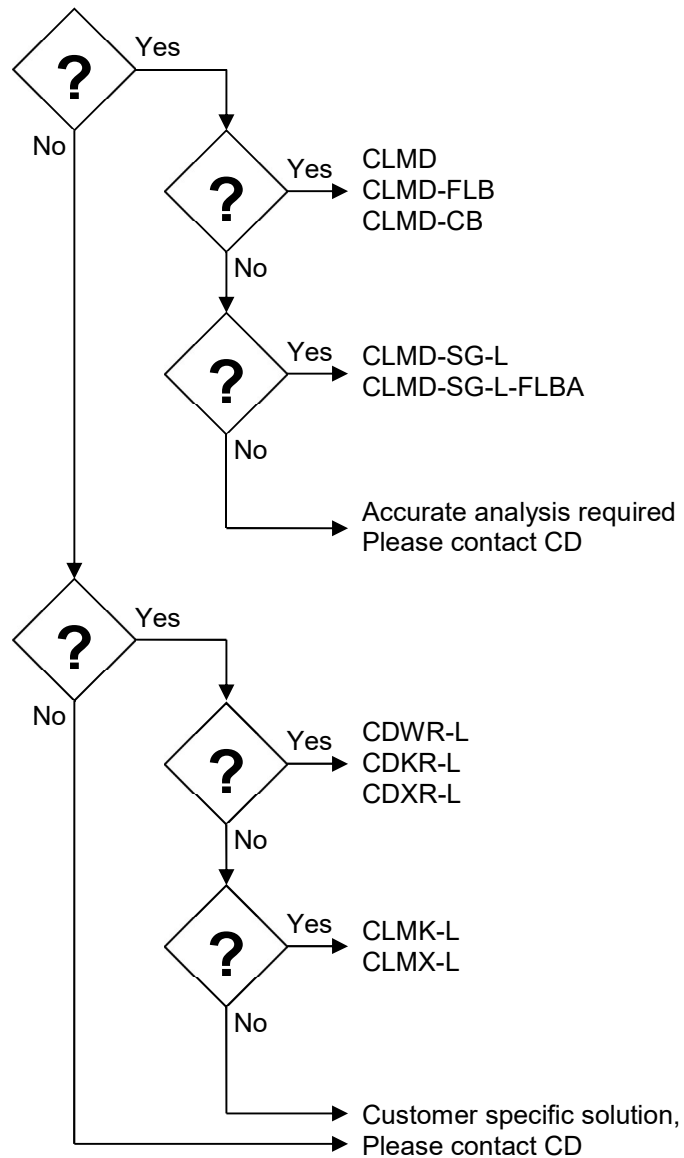 ?
Yes
No
?
Yes
CLMD
CLMD-FLB
CLMD-CB
No
?
Yes
CLMD-SG-L
CLMD-SG-L-FLBA
No
Accurate analysis required
Please contact CD
?
Yes
No
?
Yes
CDWR-L
CDKR-L
CDXR-L
No
?
Yes
CLMK-L
CLMX-L
No
Customer specific solution,
Please contact CD